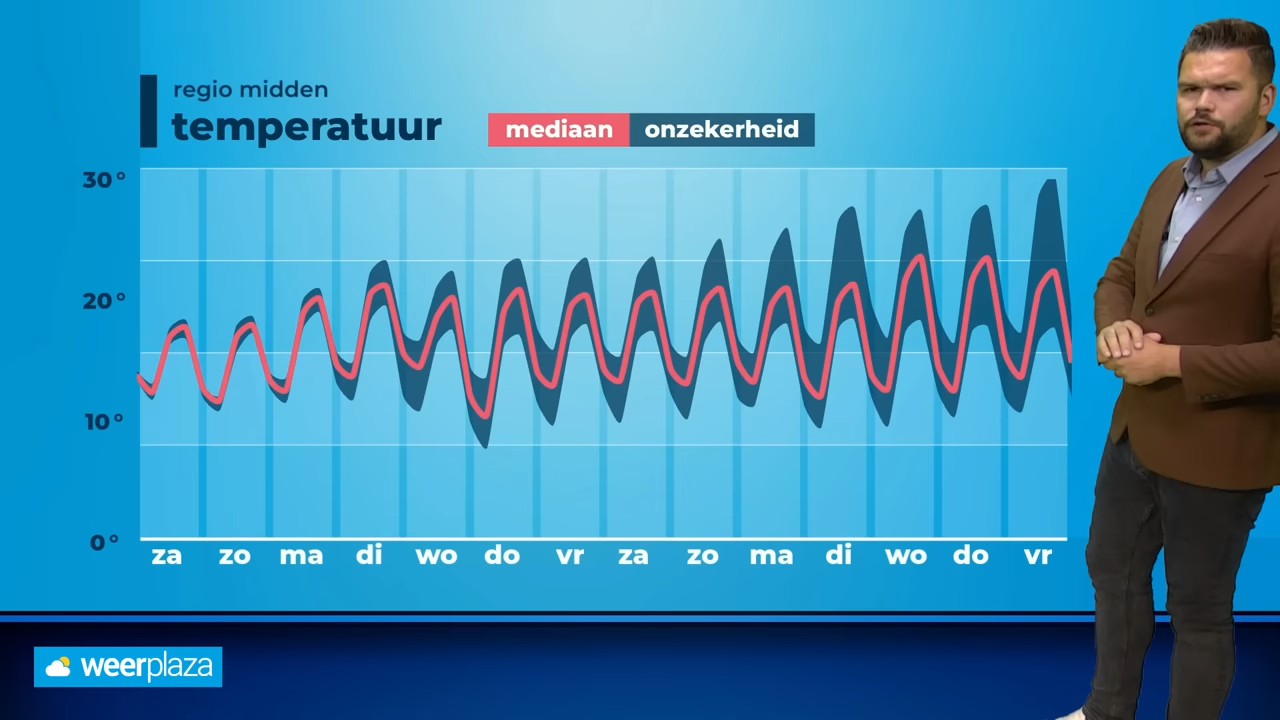 regio midden
temperatuur
mediaan onzekerheid
30°
20°
10°
0°
za zo ma di wo do vr za zo ma di wo do vr
weerplaza